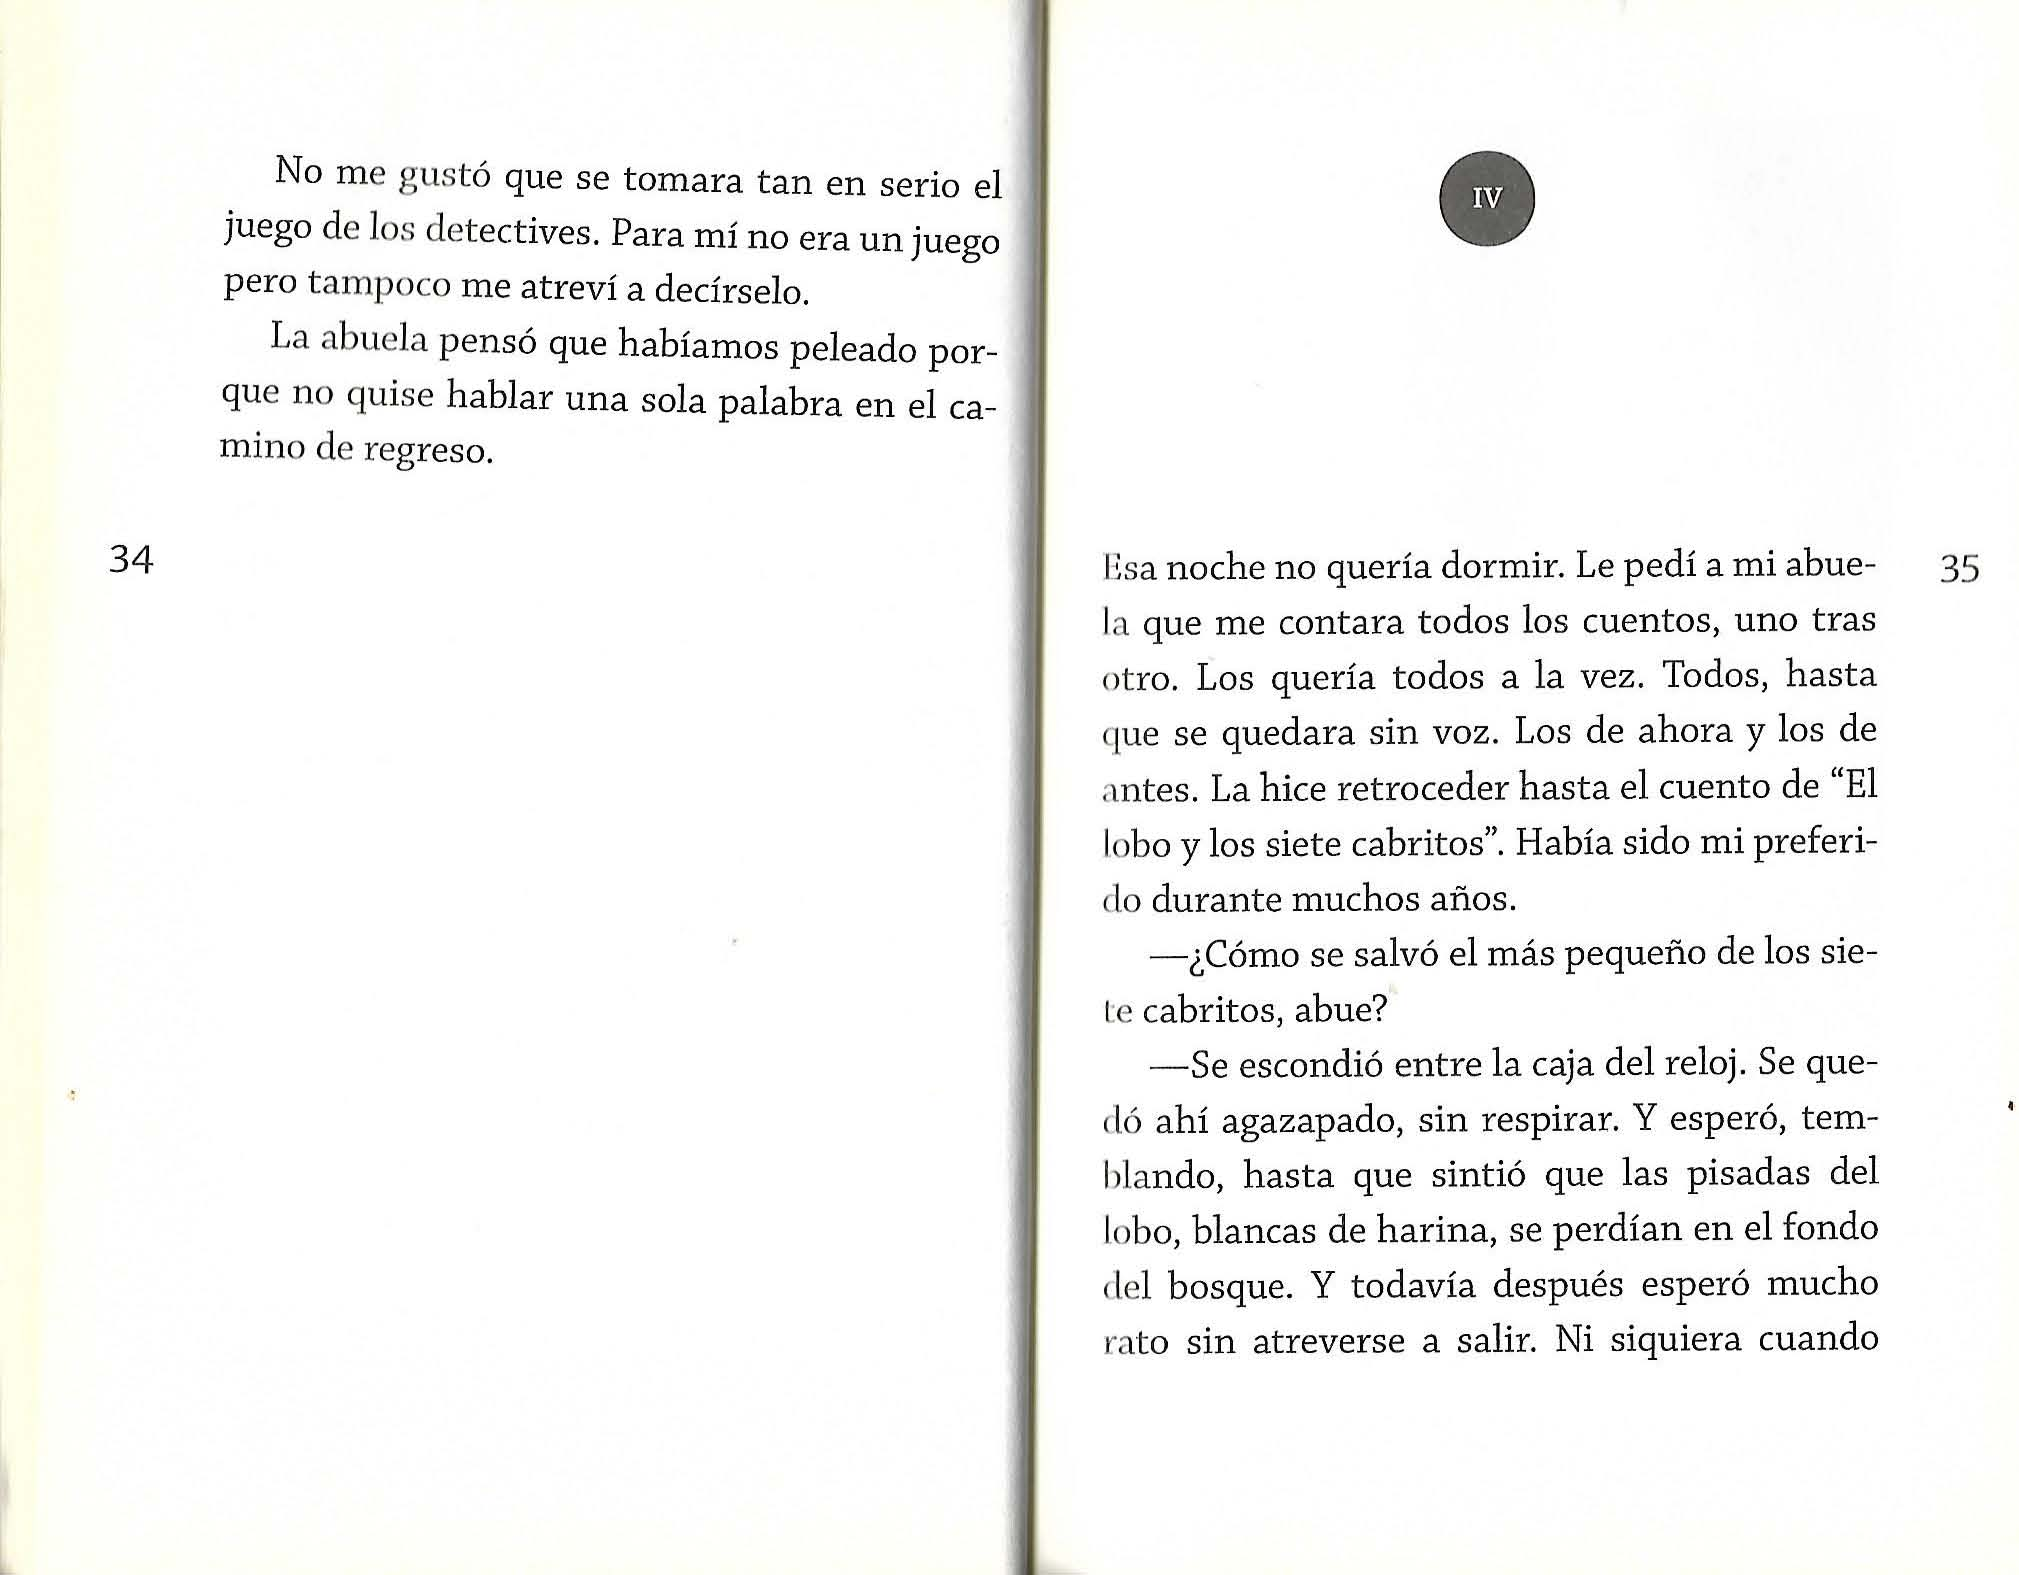 No me gustó que se tomara tan en serio el
juego de los detectives. Para mí no era un juego
pero tampoco me atreví a decírselo.
La abuela pensó que habíamos peleado por-
que no quise hablar una sola palabra en el ca-
mino de regreso.
34
IV
Esa noche no quería dormir. Le pedí a mi abue-
la que me contara todos los cuentos, uno tras
otro. Los quería todos a la vez. Todos, hasta
que se quedara sin voz. Los de ahora y los de
antes. La hice retroceder hasta el cuento de “El
lobo y los siete cabritos”. Había sido mi preferi-
do durante muchos años.
—¿Cómo se salvó el más pequeño de los sie-
te cabritos, abue?
—Se escondió entre la caja del reloj. Se que-
dó ahí agazapado, sin respirar. Y esperó, tem-
blando, hasta que sintió que las pisadas del
lobo, blancas de harina, se perdían en el fondo
del bosque. Y todavía después esperó mucho
rato sin atreverse a salir. Ni siquiera cuando
35